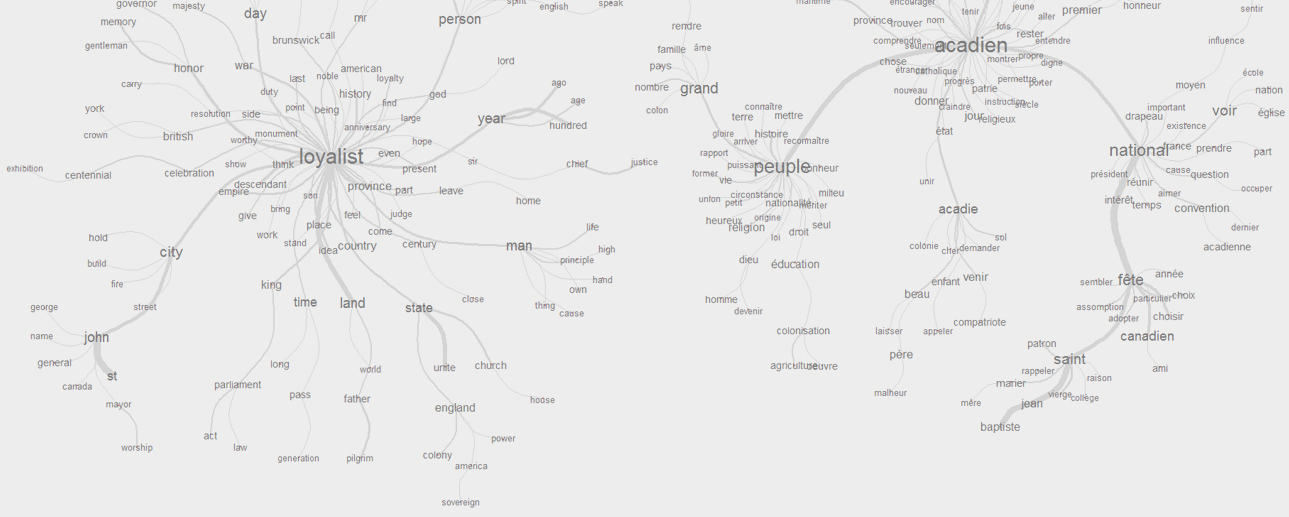 governor
majesty
day
mr
person
spirit
english
speak
memory
brunswick
call
gentleman
honor
war
last
noble
american
loyalty
lord
carry
duty
history
god
ago
york
resolution
side
point
being
find
large
age
year
hundred
crown
british
worthy
monument
anniversary
hope
loyalist
even
exhibition
centennial
celebration
show
think
present
sir
chief
justice
descendant
empire
son
province
part
leave
home
give
bring
feel
judge
work
place
come
stand
idea
country
century
man
life
high
hold
city
principle
build
hand
fire
king
own
close
thing
cause
george
street
time
land
state
name
john
general
st
long
world
unite
church
canada
parliament
pass
father
house
mayor
england
act
power
worship
law
generation
pilgrim
colony
america
sovereign
maritime
encourager
tenir
jeune
aller
premier
honneur
sentir
rendre
province
trouver
nom
fois
rester
influence
famille
âme
comprendre
acadien
entendre
pays
chose
montrer
propre
digne
nombre
grand
étranger
catholique
progrès
patrie
permettre
porter
moyen
école
colon
nouveau
donner
craindre
instruction
siècle
nation
connaître
terre
mettre
jour
religieux
important
drapeau
voir
église
gloire
histoire
état
existence
arriver
reconnaître
rapport
national
france
prendre
part
puissant
peuple
former
vie
unir
président
cause
question
réunir
union
petit
circonstance
nationalité
mériter
milieu
intérêt
temps
aimer
occuper
convention
heureux
origine
acadie
religion
loi
droit
seul
dernier
colonie
cher
demander
sol
acadienne
dieu
éducation
enfant
venir
sembler
fête
année
homme
beau
particulier
choix
devenir
assomption
adopter
choisir
colonisation
laisser
appeler
compatriote
canadien
patron
agriculture
oeuvre
père
saint
ami
rappeler
raison
malheur
marier
vierge
collège
mère
jean
baptiste